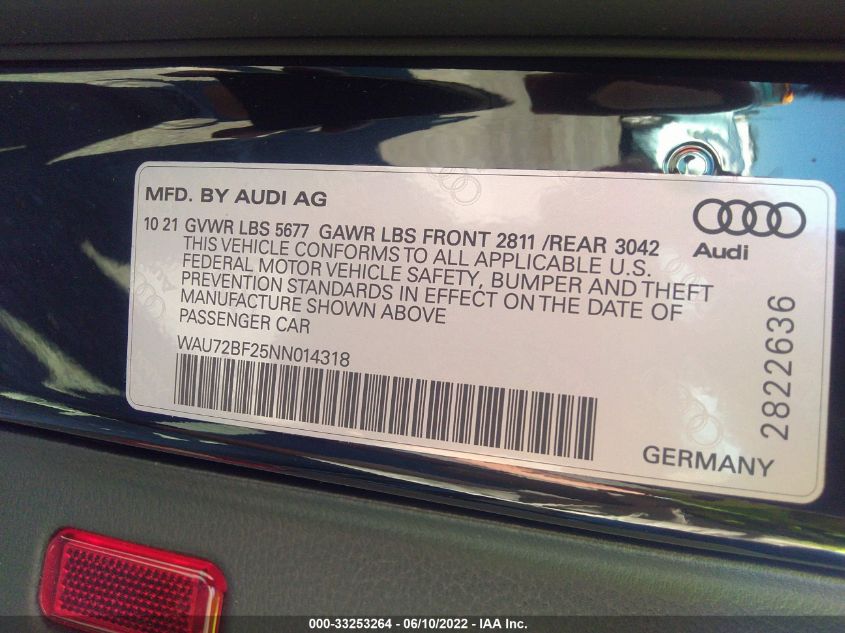 MFD. BY AUDI AG
10 21 GVWR LBS 5677 GAWR LBS FRONT 2811 /REAR 3042
THIS VEHICLE CONFORMS TO ALL APPLICABLE U.S.
FEDERAL MOTOR VEHICLE SAFETY, BUMPER AND THEFT
PREVENTION STANDARDS IN EFFECT ON THE DATE OF
MANUFACTURE SHOWN ABOVE
PASSENGER CAR
WAU72BF25NN014318
Audi
2822636
GERMANY
000-33253264 - 06/10/2022 - IAA Inc.